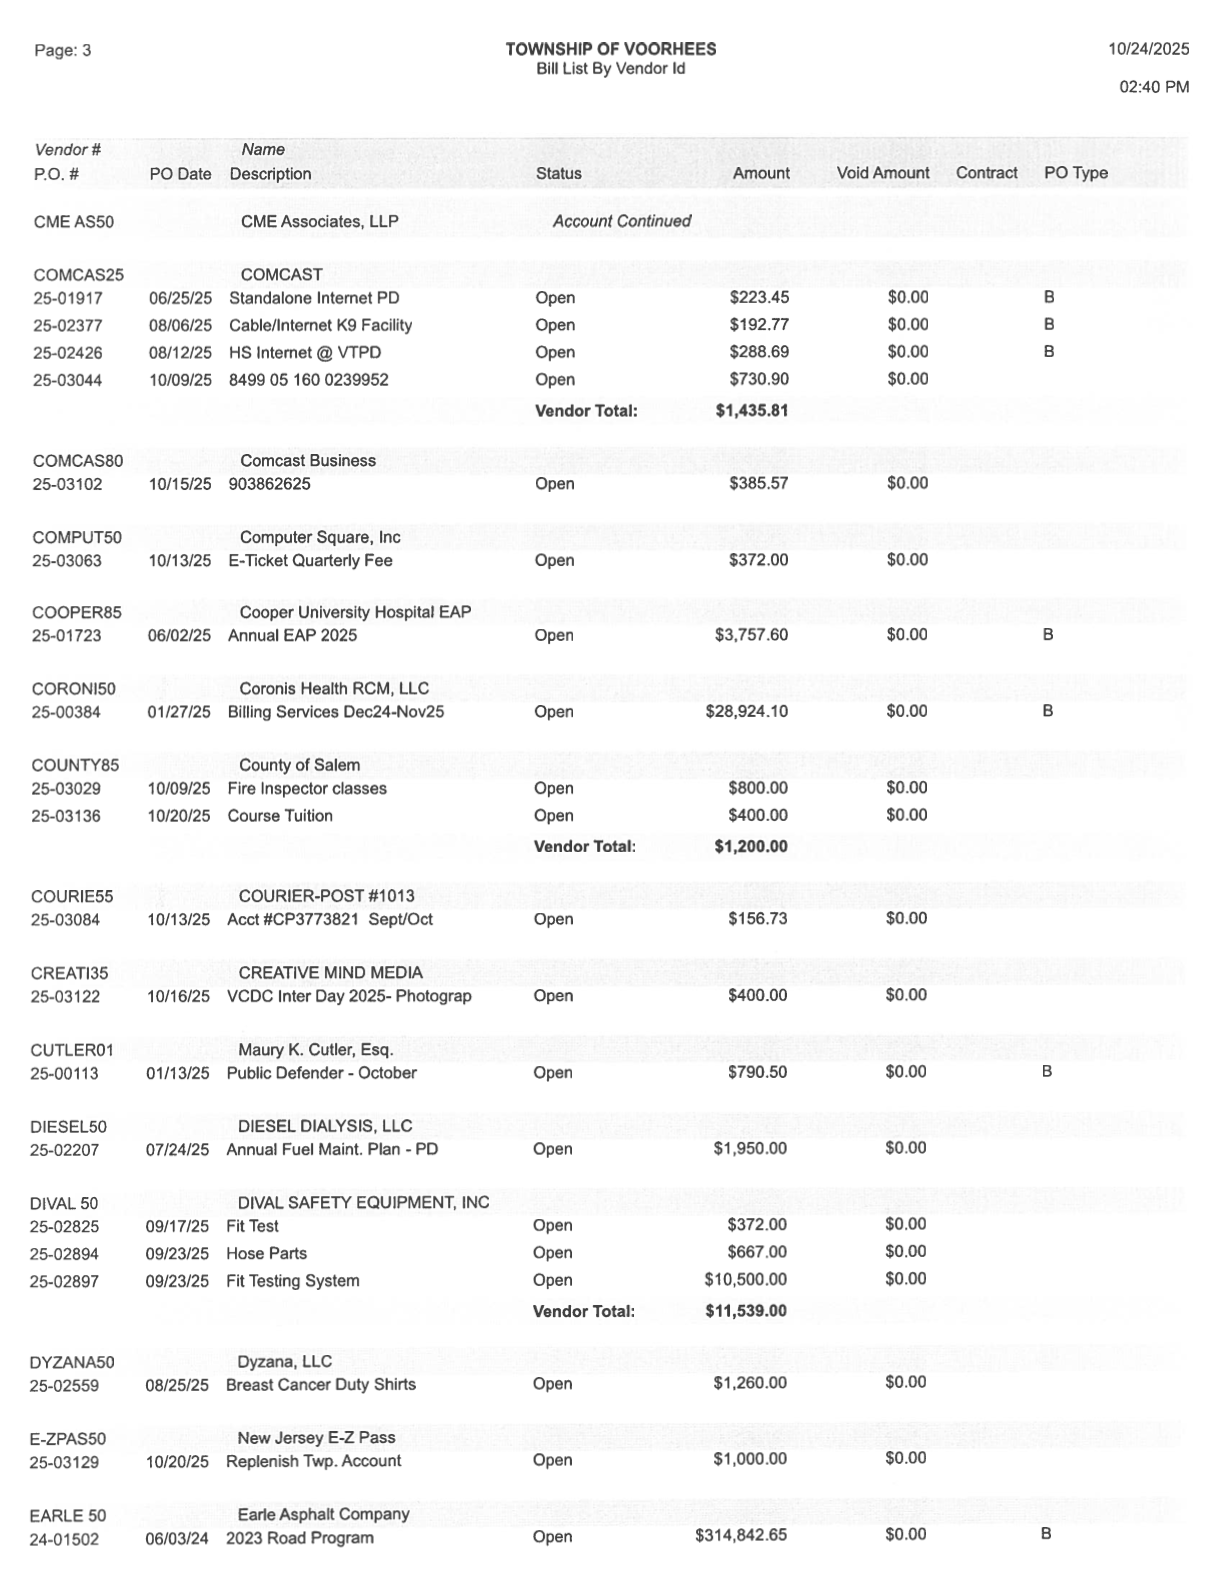 Page: 3 TOWNSHIP OF VOORHEES 10/24/2025
Bill List By Vendor Id
02:40 PM
Vendor # Name
P.O. # PO Date Description Status Amount Void Amount Contract PO Type
CME AS50 CME Associates, LLP Account Continued
COMCAS25 COMCAST
25-01917 06/25/25 Standalone Internet PD Open $223.45 $0.00 B
25-02377 08/06/25 Cable/Internet K9 Facility Open $192.77 $0.00 B
25-02426 08/12/25 HS Internet @ VTPD Open $288.69 $0.00 B
25-03044 10/09/25 8499 05 160 0239952 Open $730.90 $0.00
Vendor Total: $1,435.81
COMCAS80 Comcast Business
25-03102 10/15/25 903862625 Open $385.57 $0.00
COMPUT50 Computer Square, Inc
25-03063 10/13/25 E-Ticket Quarterly Fee Open $372.00 $0.00
COOPER85 Cooper University Hospital EAP
25-01723 06/02/25 Annual EAP 2025 Open $3,757.60 $0.00 B
CORONI50 Coronis Health RCM, LLC
25-00384 01/27/25 Billing Services Dec24-Nov25 Open $28,924.10 $0.00 B
COUNTY85 County of Salem
25-03029 10/09/25 Fire Inspector classes Open $800.00 $0.00
25-03136 10/20/25 Course Tuition Open $400.00 $0.00
Vendor Total: $1,200.00
COURIE55 COURIER-POST #1013
25-03084 10/13/25 Acct #CP3773821 Sept/Oct Open $156.73 $0.00
CREATI35 CREATIVE MIND MEDIA
25-03122 10/16/25 VCDC Inter Day 2025- Photograp Open $400.00 $0.00
CUTLER01 Maury K. Cutler, Esq.
25-00113 01/13/25 Public Defender - October Open $790.50 $0.00 B
DIESEL50 DIESEL DIALYSIS, LLC
25-02207 07/24/25 Annual Fuel Maint. Plan - PD Open $1,950.00 $0.00
DIVAL 50 DIVAL SAFETY EQUIPMENT, INC
25-02825 09/17/25 Fit Test Open $372.00 $0.00
25-02894 09/23/25 Hose Parts Open $667.00 $0.00
25-02897 09/23/25 Fit Testing System Open $10,500.00 $0.00
Vendor Total: $11,539.00
DYZANA50 Dyzana, LLC
25-02559 08/25/25 Breast Cancer Duty Shirts Open $1,260.00 $0.00
E-ZPAS50 New Jersey E-Z Pass
25-03129 10/20/25 Replenish Twp. Account Open $1,000.00 $0.00
EARLE 50 Earle Asphalt Company
24-01502 06/03/24 2023 Road Program Open $314,842.65 $0.00 B